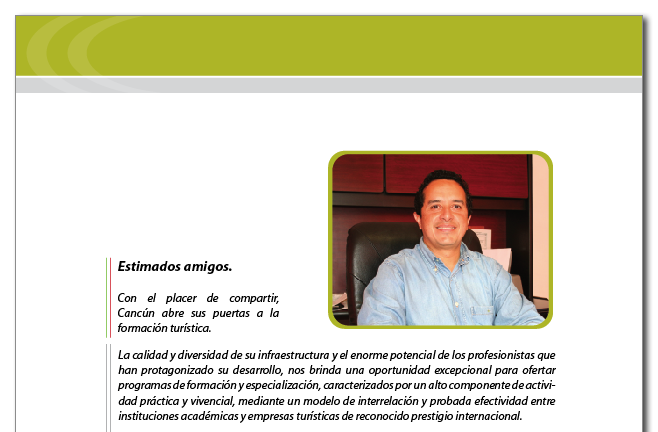 Estimados amigos.
Con el placer de compartir,
Cancún abre sus puertas a la
formación turística.
La calidad y diversidad de su infraestructura y el enorme potencial de los profesionistas que
han protagonizado su desarrollo, nos brinda una oportunidad excepcional para ofertar
programas de formación y especialización, caracterizados por un alto componente de activi-
dad práctica y vivencial, mediante un modelo de interrelación y probada efectividad entre
instituciones académicas y empresas turísticas de reconocido prestigio internacional.